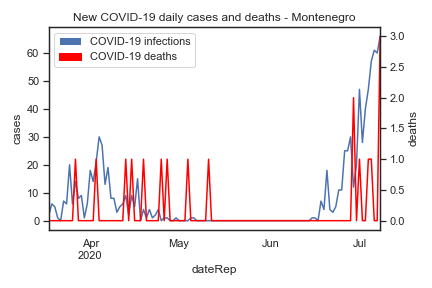 New COVID-19 daily cases and deaths - Montenegro
COVID-19 infections
COVID-19 deaths
cases
60
50
40
30
20
10
0
deaths
3.0
2.5
2.0
1.5
1.0
0.5
0.0
Apr
2020
May
Jun
Jul
dateRep